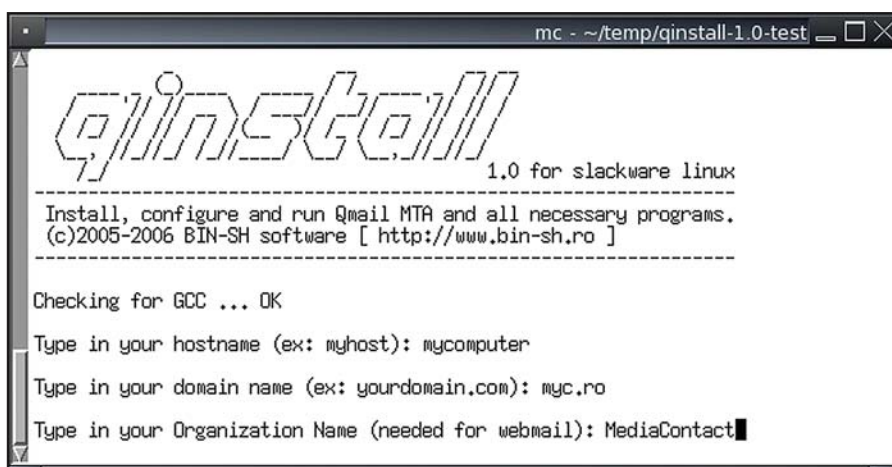 mc - ~/temp/qinstall-1.0-test
qinstall
1.0 for slackware linux
Install, configure and run Qmail MTA and all necessary programs.
(c)2005-2006 BIN-SH software [ http://www.bin-sh.ro ]
Checking for GCC ... OK
Type in your hostname (ex: myhost): mycomputer
Type in your domain name (ex: yourdomain.com): myc.ro
Type in your Organization Name (needed for webmail): MediaContact